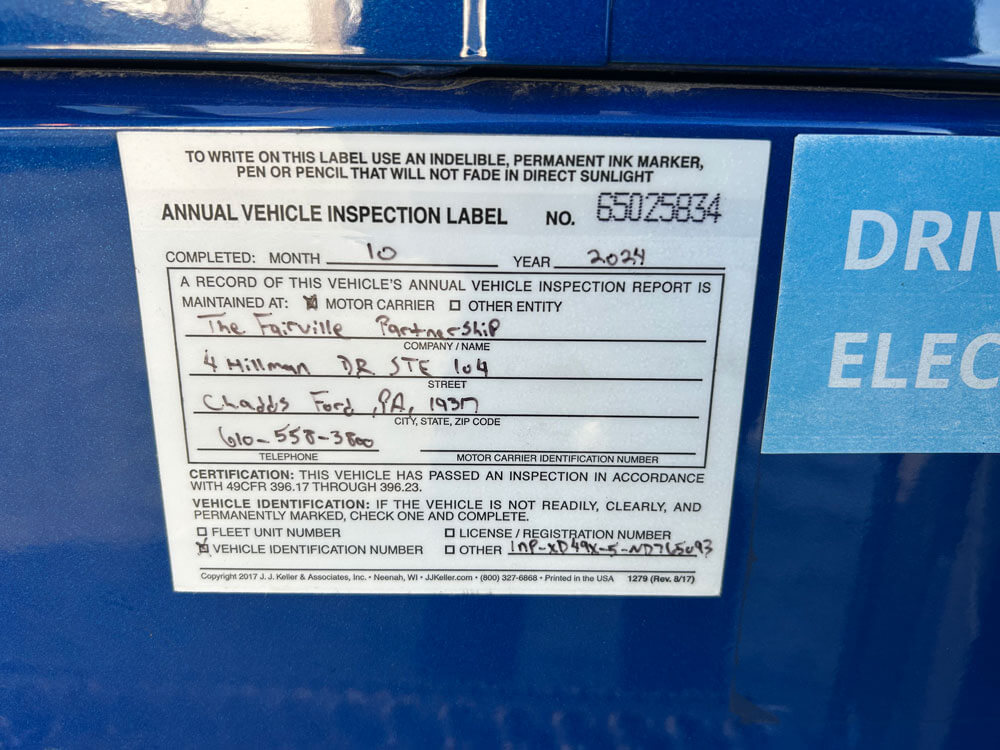 TO WRITE ON THIS LABEL USE AN INDELIBLE, PERMANENT INK MARKER,
PEN OR PENCIL THAT WILL NOT FADE IN DIRECT SUNLIGHT
ANNUAL VEHICLE INSPECTION LABEL NO. 65025834
COMPLETED: MONTH 10 YEAR 2024
A RECORD OF THIS VEHICLE'S ANNUAL VEHICLE INSPECTION REPORT IS
MAINTAINED AT: ☒ MOTOR CARRIER ☐ OTHER ENTITY
The Fairville Partnership
COMPANY / NAME
4 Hillman DR STE 104
STREET
Chadds Ford, PA, 19317
CITY, STATE, ZIP CODE
610-558-3800
TELEPHONE MOTOR CARRIER IDENTIFICATION NUMBER
CERTIFICATION: THIS VEHICLE HAS PASSED AN INSPECTION IN ACCORDANCE
WITH 49CFR 396.17 THROUGH 396.23.
VEHICLE IDENTIFICATION: IF THE VEHICLE IS NOT READILY, CLEARLY, AND
PERMANENTLY MARKED, CHECK ONE AND COMPLETE.
☐ FLEET UNIT NUMBER ☐ LICENSE / REGISTRATION NUMBER
☒ VEHICLE IDENTIFICATION NUMBER ☐ OTHER
Copyright 2017 J. J. Keller & Associates, Inc. • Neenah, WI • JJKeller.com • (800) 327-6868 • Printed in the USA 1279 (Rev. 8/17)
DRIV
ELEC